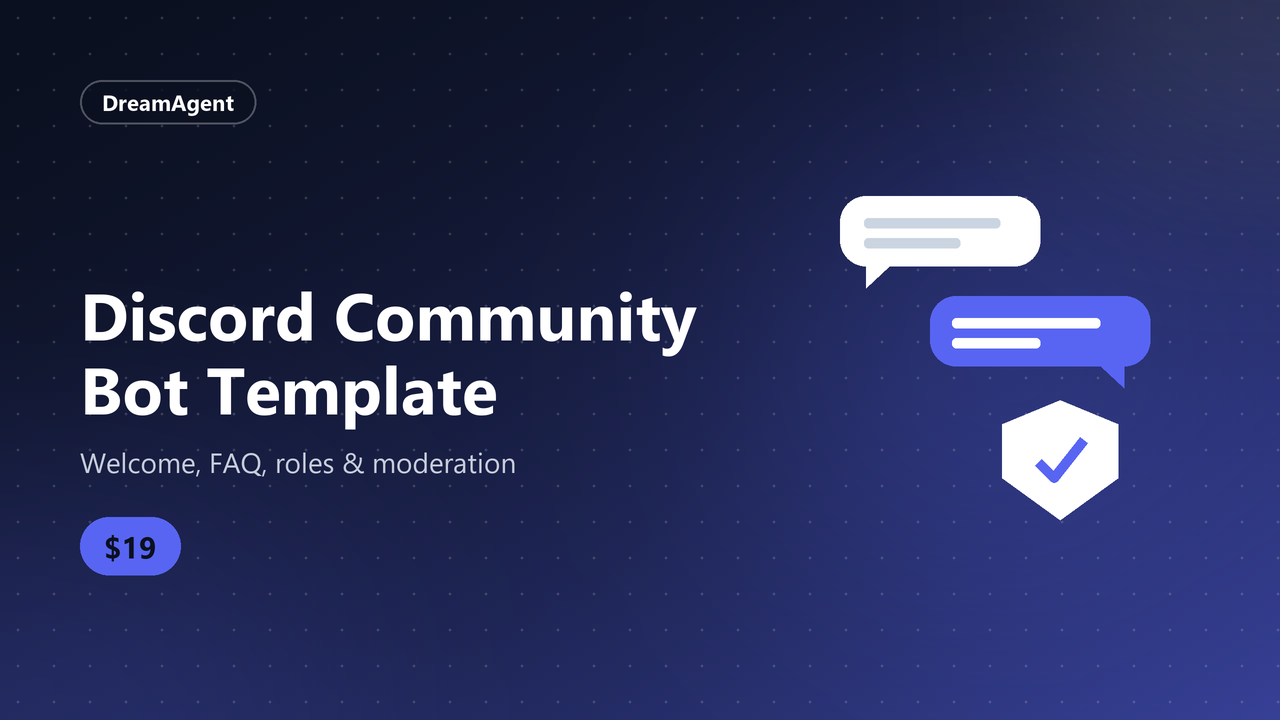 DreamAgent
Discord Community
Bot Template
Welcome, FAQ, roles & moderation
$19